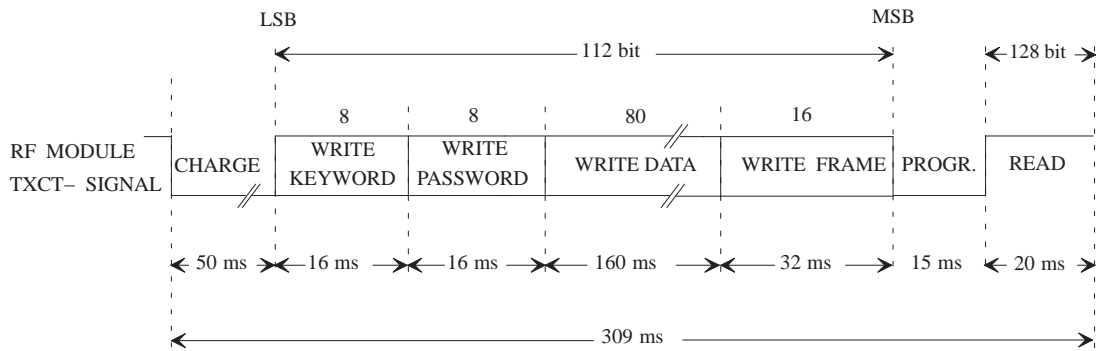 LSB MSB
112 bit 128 bit
8 8 80 16
RF MODULE
TXCT– SIGNAL
CHARGE
WRITE
KEYWORD
WRITE
PASSWORD
WRITE DATA
WRITE FRAME
PROGR.
READ
50 ms 16 ms 16 ms 160 ms 32 ms 15 ms 20 ms
309 ms